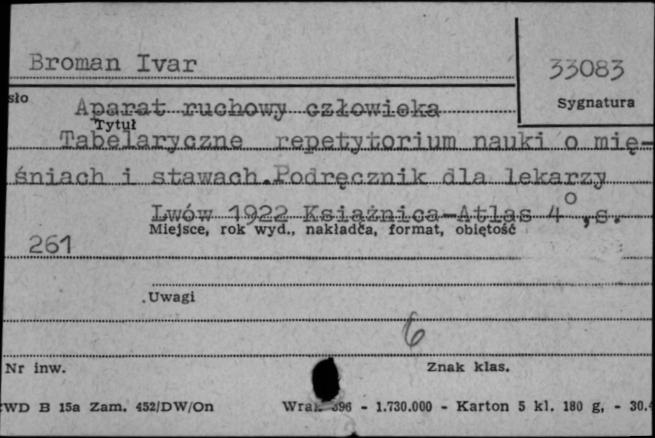 Broman Ivar
33083
sło
Sygnatura
Aparat ruchowy człowieka
Tytuł
Tabelaryczne repetytorium nauki o mię-
śniach i stawach.Podręcznik dla lekarzy
Lwów 1922 Książnica-Atlas 4°,s.
Miejsce, rok wyd., nakładca, format, objętość
261
Uwagi
6
Nr inw.
Znak klas.
WD B 15a Zam. 452/DW/On
396 - 1.730.000 - Karton 5 kl. 180 g, - 30.